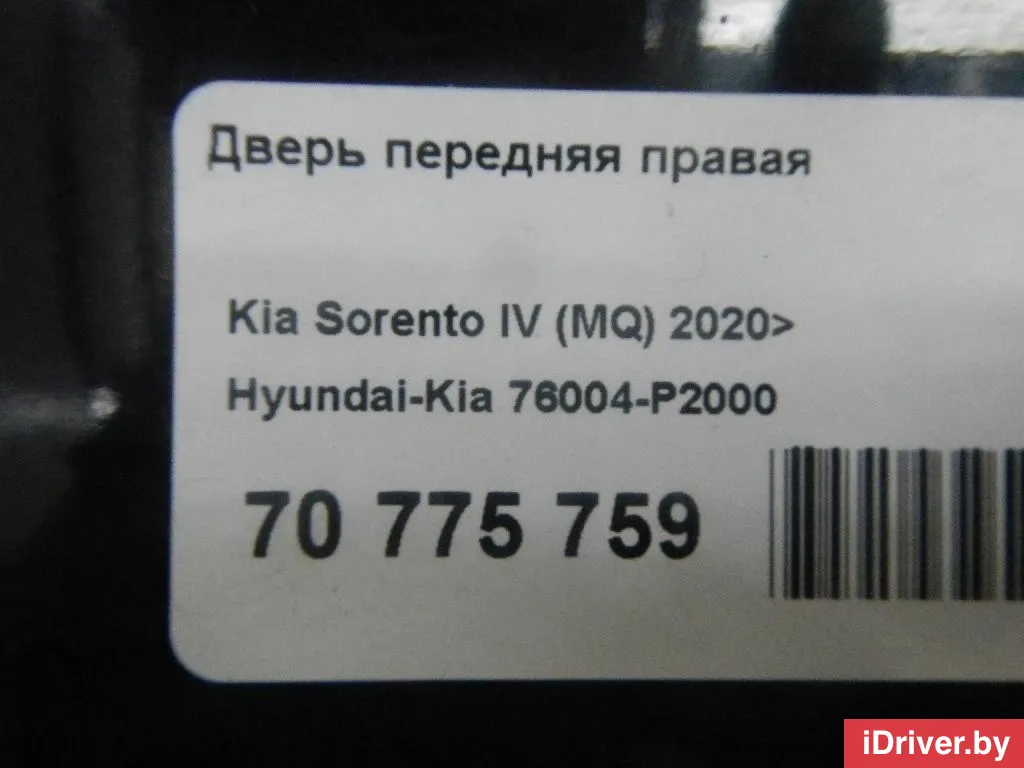 Дверь передняя правая
Kia Sorento IV (MQ) 2020>
Hyundai-Kia 76004-P2000
70 775 759
iDriver.by